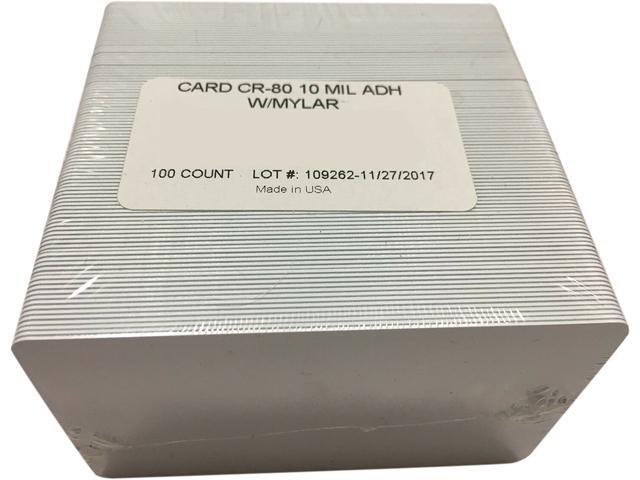 CARD CR-80 10 MIL ADH
W/MYLAR
100 COUNT LOT #: 109262-11/27/2017
Made in USA